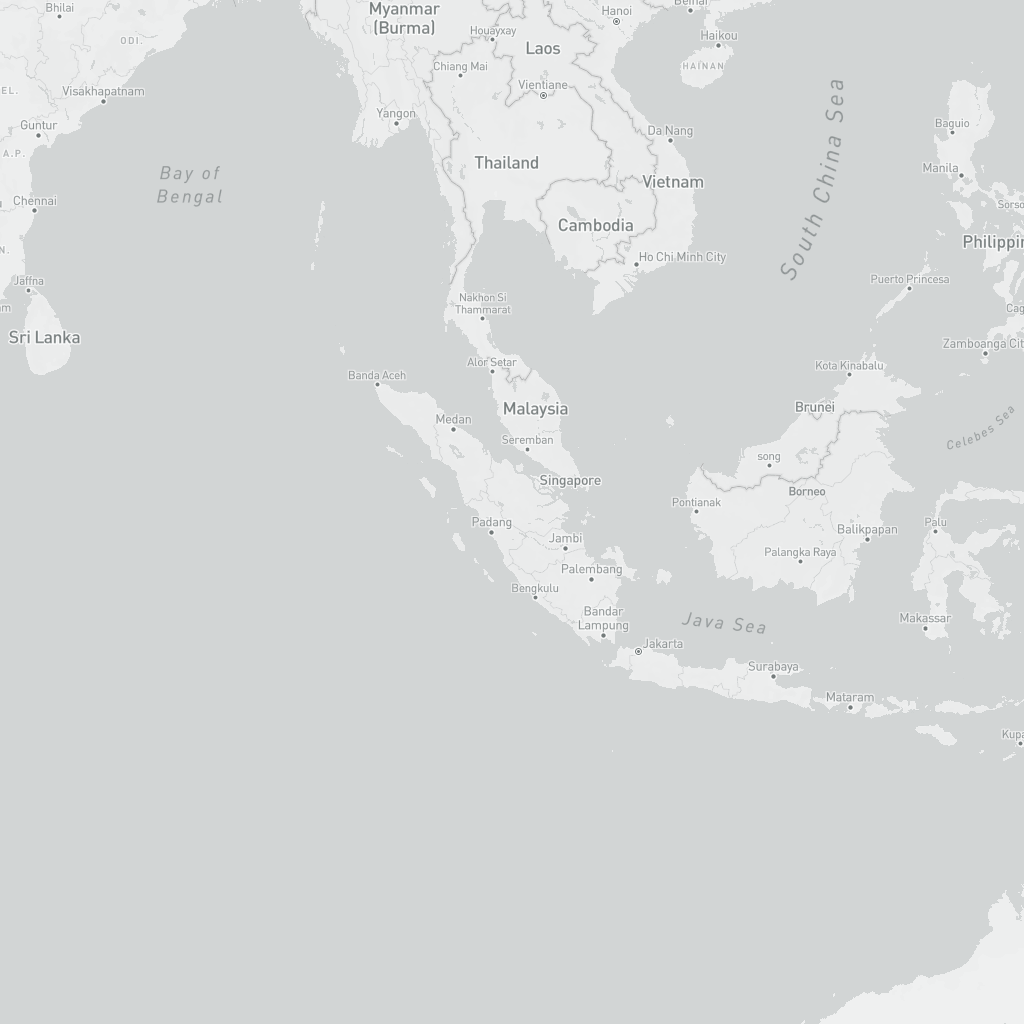 Myanmar
(Burma)
Hanoi
Bhilai
Haikou
Houayxay
ODI.
Laos
HAINAN
Chiang Mai
Vientiane
EL.
Visakhapatnam
South China Sea
Yangon
Guntur
Baguio
Da Nang
A.P.
Thailand
Manila
Bay of
Bengal
Vietnam
Chennai
Sorso
Cambodia
Philippin
N.
Ho Chi Minh City
Jaffna
Puerto Princesa
Nakhon Si
Thammarat
am
Cag
Sri Lanka
Zamboanga Cit
Alor Setar
Kota Kinabalu
Banda Aceh
Malaysia
Brunei
Medan
Celebes Sea
Seremban
song
Singapore
Borneo
Pontianak
Padang
Palu
Balikpapan
Jambi
Palangka Raya
Palembang
Bengkulu
Bandar
Lampung
Java Sea
Makassar
Jakarta
Surabaya
Mataram
Kupa